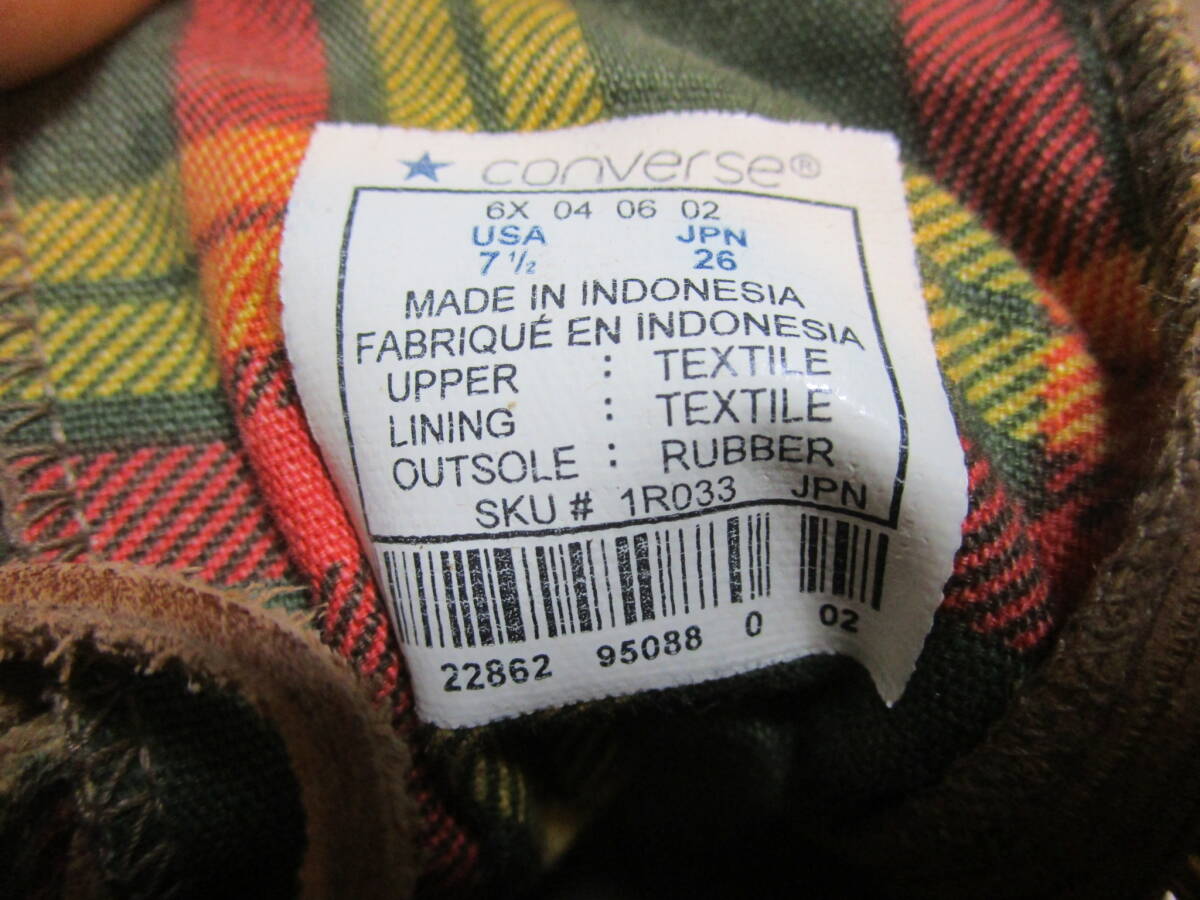 converse®
6X 04 06 02
USA JPN
7 1/2 26
MADE IN INDONESIA
FABRIQUÉ EN INDONESIA
UPPER : TEXTILE
LINING : TEXTILE
OUTSOLE : RUBBER
SKU # 1R033 JPN
22862 95088 0 02